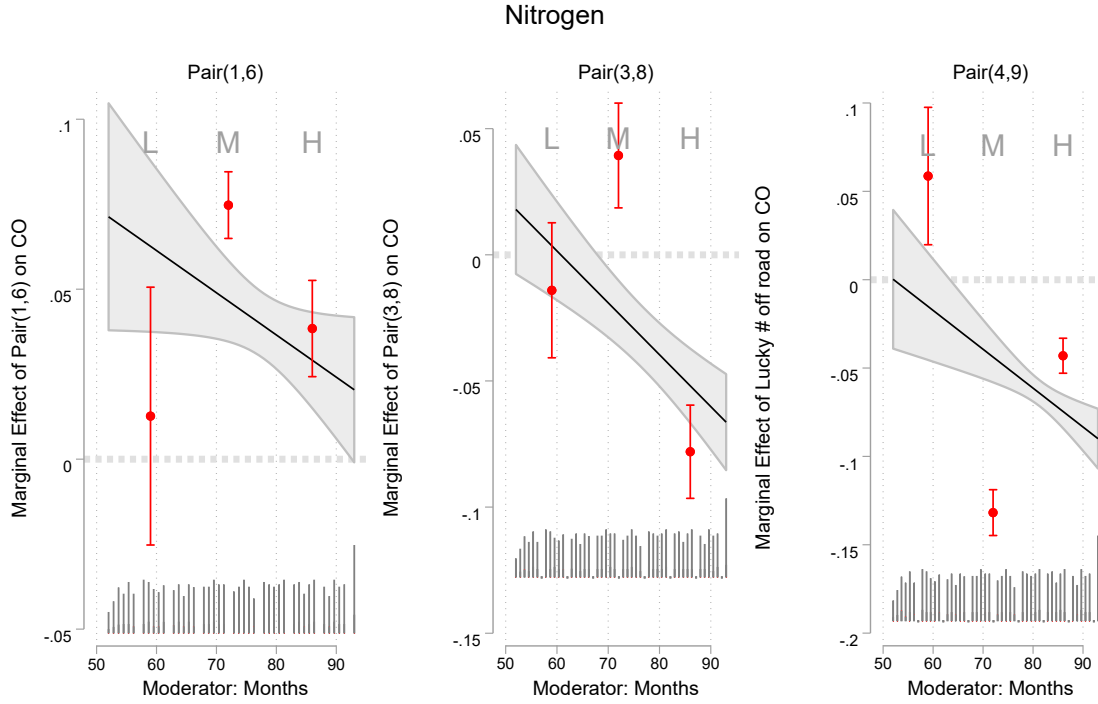 Nitrogen
Pair(1,6)
Marginal Effect of Pair(1,6) on CO
.1
.05
0
-.05
L M H
50 60 70 80 90
Moderator: Months
Pair(3,8)
Marginal Effect of Pair(3,8) on CO
.05
0
-.05
-.1
-.15
L M H
50 60 70 80 90
Moderator: Months
Pair(4,9)
Marginal Effect of Lucky # off road on CO
.1
.05
0
-.05
-.1
-.15
-.2
L M H
50 60 70 80 90
Moderator: Months